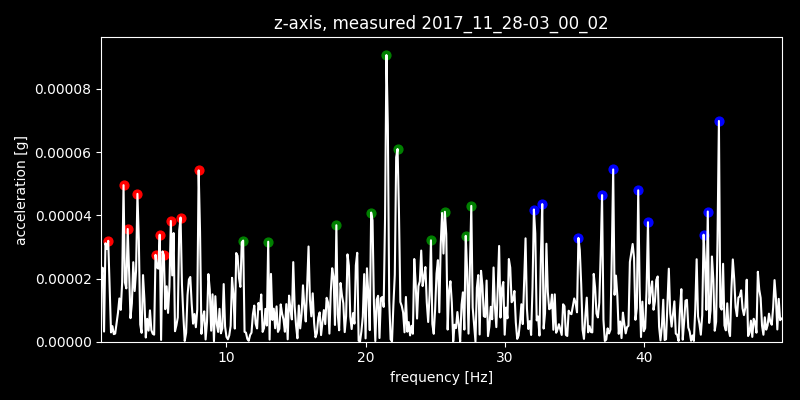 z-axis, measured 2017_11_28-03_00_02
0.00008
0.00006
0.00004
0.00002
0.00000
acceleration [g]
10 20 30 40
frequency [Hz]